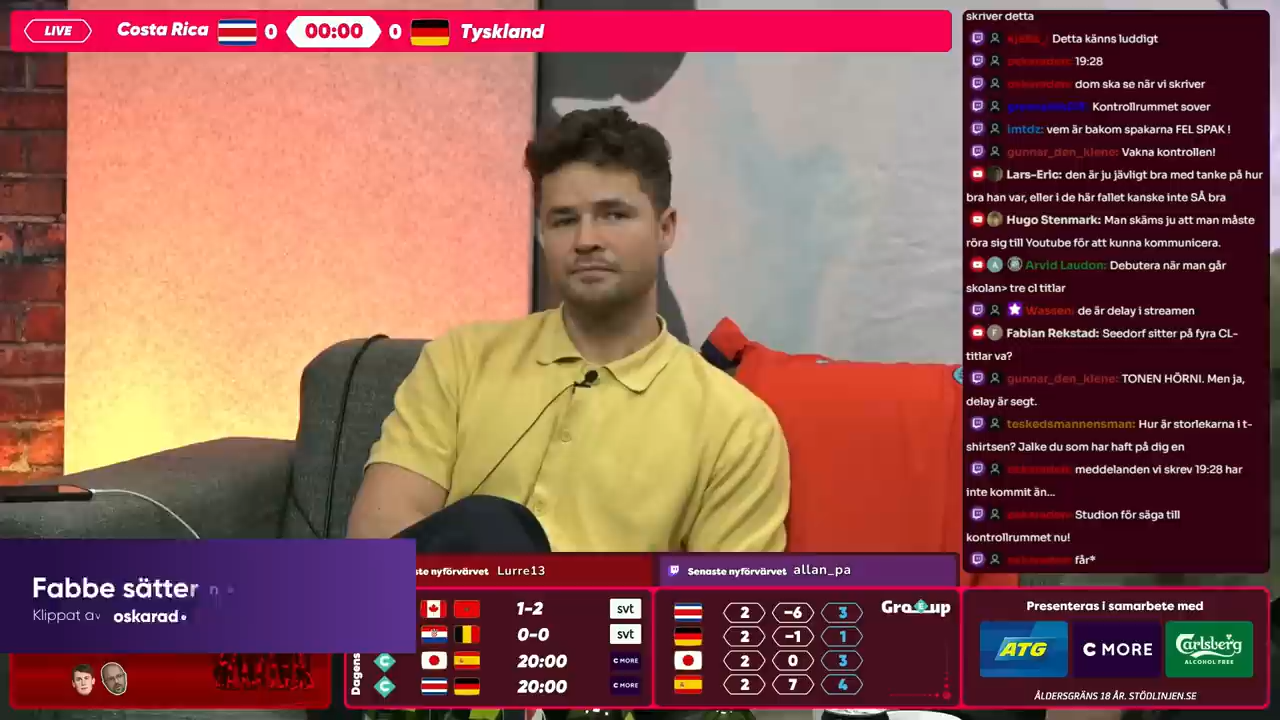 LIVE
Costa Rica 0 00:00 0 Tyskland
skriver detta
Detta känns luddigt
19:28
dom ska se när vi skriver
Kontrollrummet sover
imtdz: vem är bakom spakarna FEL SPAK !
gunnar_den_klene: Vakna kontrollen!
Lars-Eric: den är ju jävligt bra med tanke på hur
bra han var, eller i de här fallet kanske inte SÅ bra
Hugo Stenmark: Man skäms ju att man måste
röra sig till Youtube för att kunna kommunicera.
Arvid Laudon: Debutera när man går
skolan> tre cl titlar
Wassen: de är delay i streamen
Fabian Rekstad: Seedorf sitter på fyra CL-
titlar va?
gunnar_den_klene: TONEN HÖRNI. Men ja,
delay är segt.
teskedsmannensman: Hur är storlekarna i t-
shirtsen? Jalke du som har haft på dig en
meddelanden vi skrev 19:28 har
inte kommit än...
Studion för säga till
kontrollrummet nu!
får*
Fabbe sätter
Klippat av oskarad
ste nyförvärvet Lurre13
Senaste nyförvärvet allan_pa
Dagens
1-2 svt
0-0 svt
20:00 C MORE
20:00 C MORE
Group E
2 -6 3
2 -1 1
2 0 3
2 7 4
Presenteras i samarbete med
ATG
C MORE
Carlsberg
ALCOHOL FREE
ÅLDERSGRÄNS 18 ÅR. STÖDLINJEN.SE